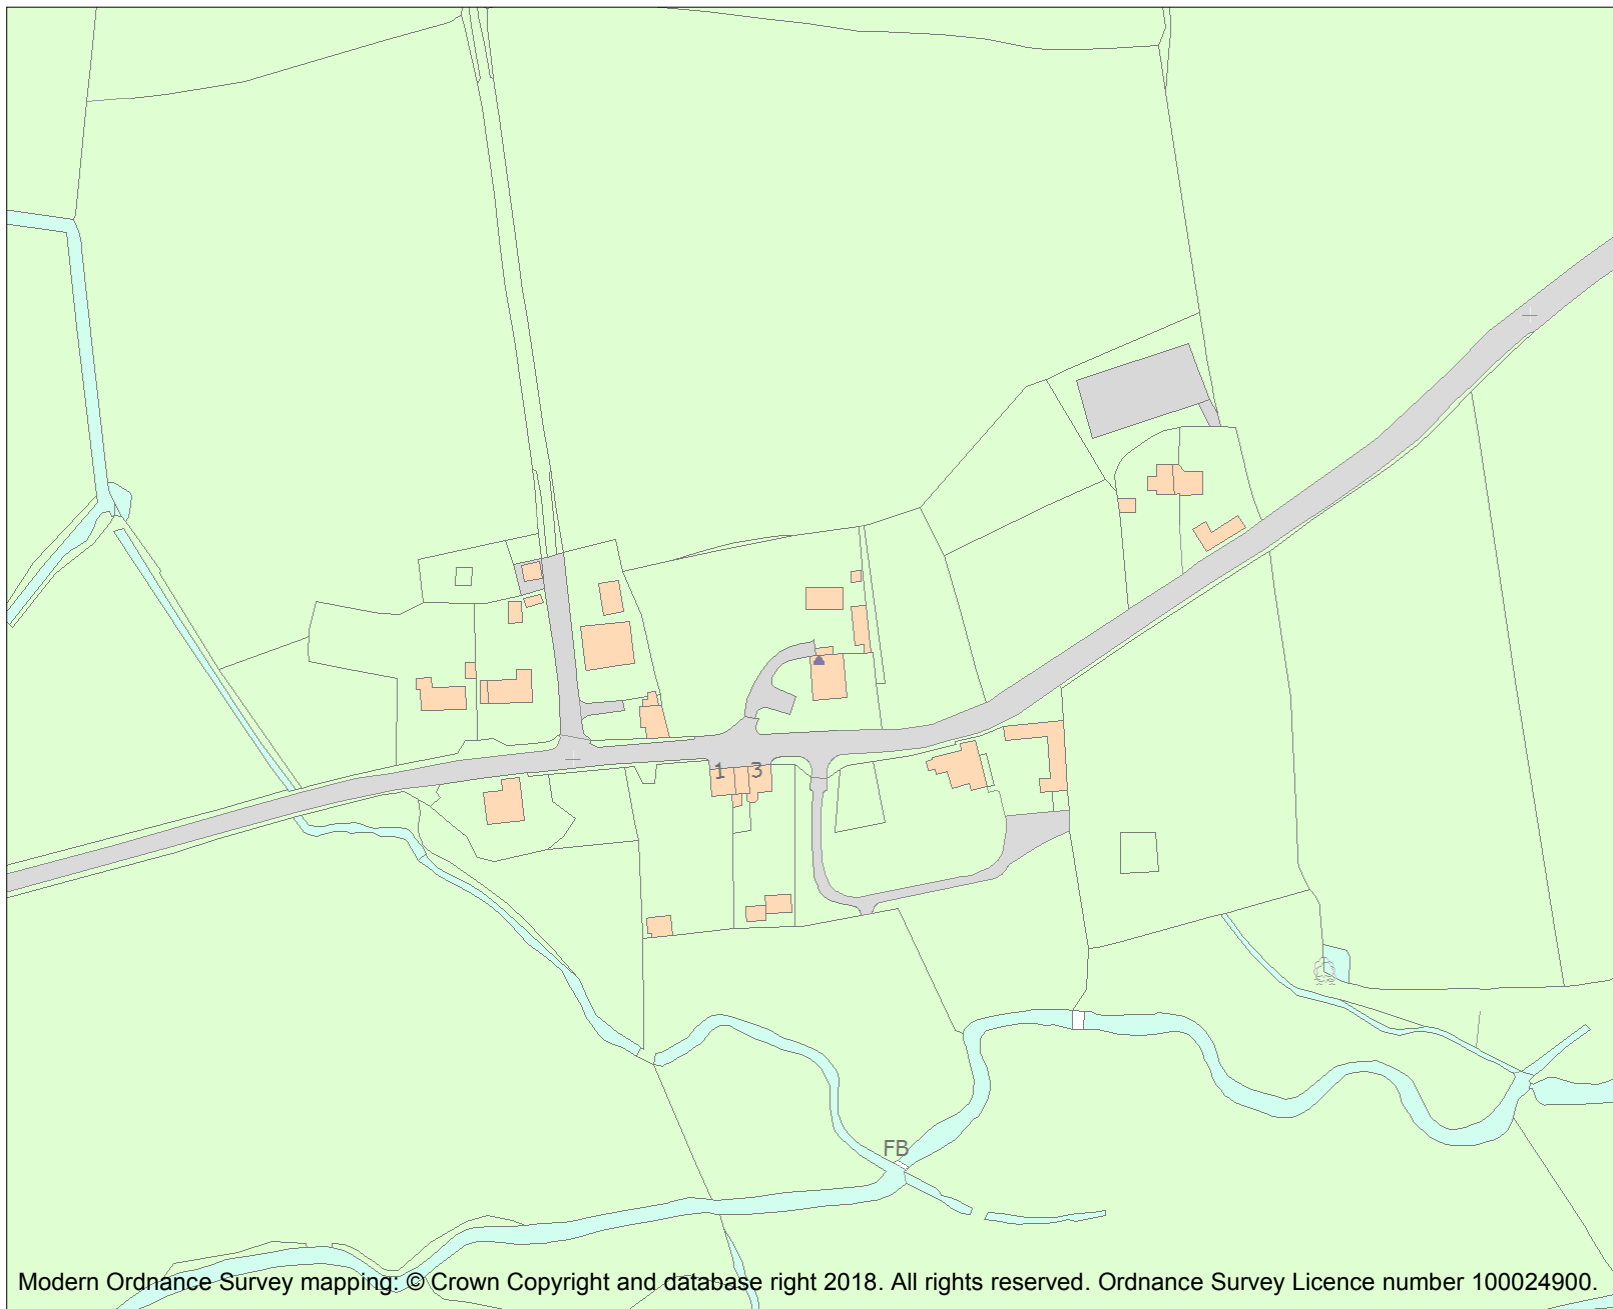 1 3
FB
Modern Ordnance Survey mapping: © Crown Copyright and database right 2018. All rights reserved. Ordnance Survey Licence number 100024900.